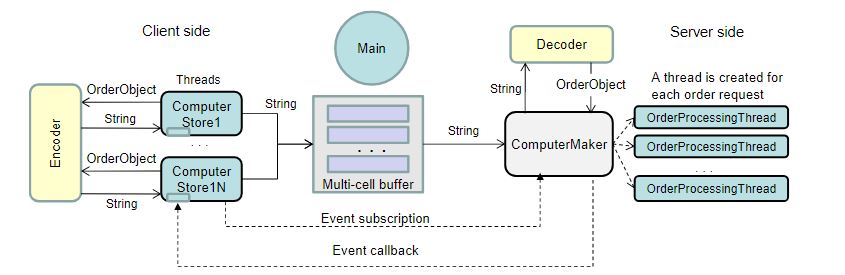 Client side
Main
Decoder
Server side
Threads
String
OrderObject
A thread is created for
each order request
OrderObject
Computer
Store1
String
String
Encoder
. . .
OrderObject
Computer
Store1N
String
. . .
Multi-cell buffer
String
ComputerMaker
OrderProcessingThread
OrderProcessingThread
. . .
OrderProcessingThread
Event subscription
Event callback